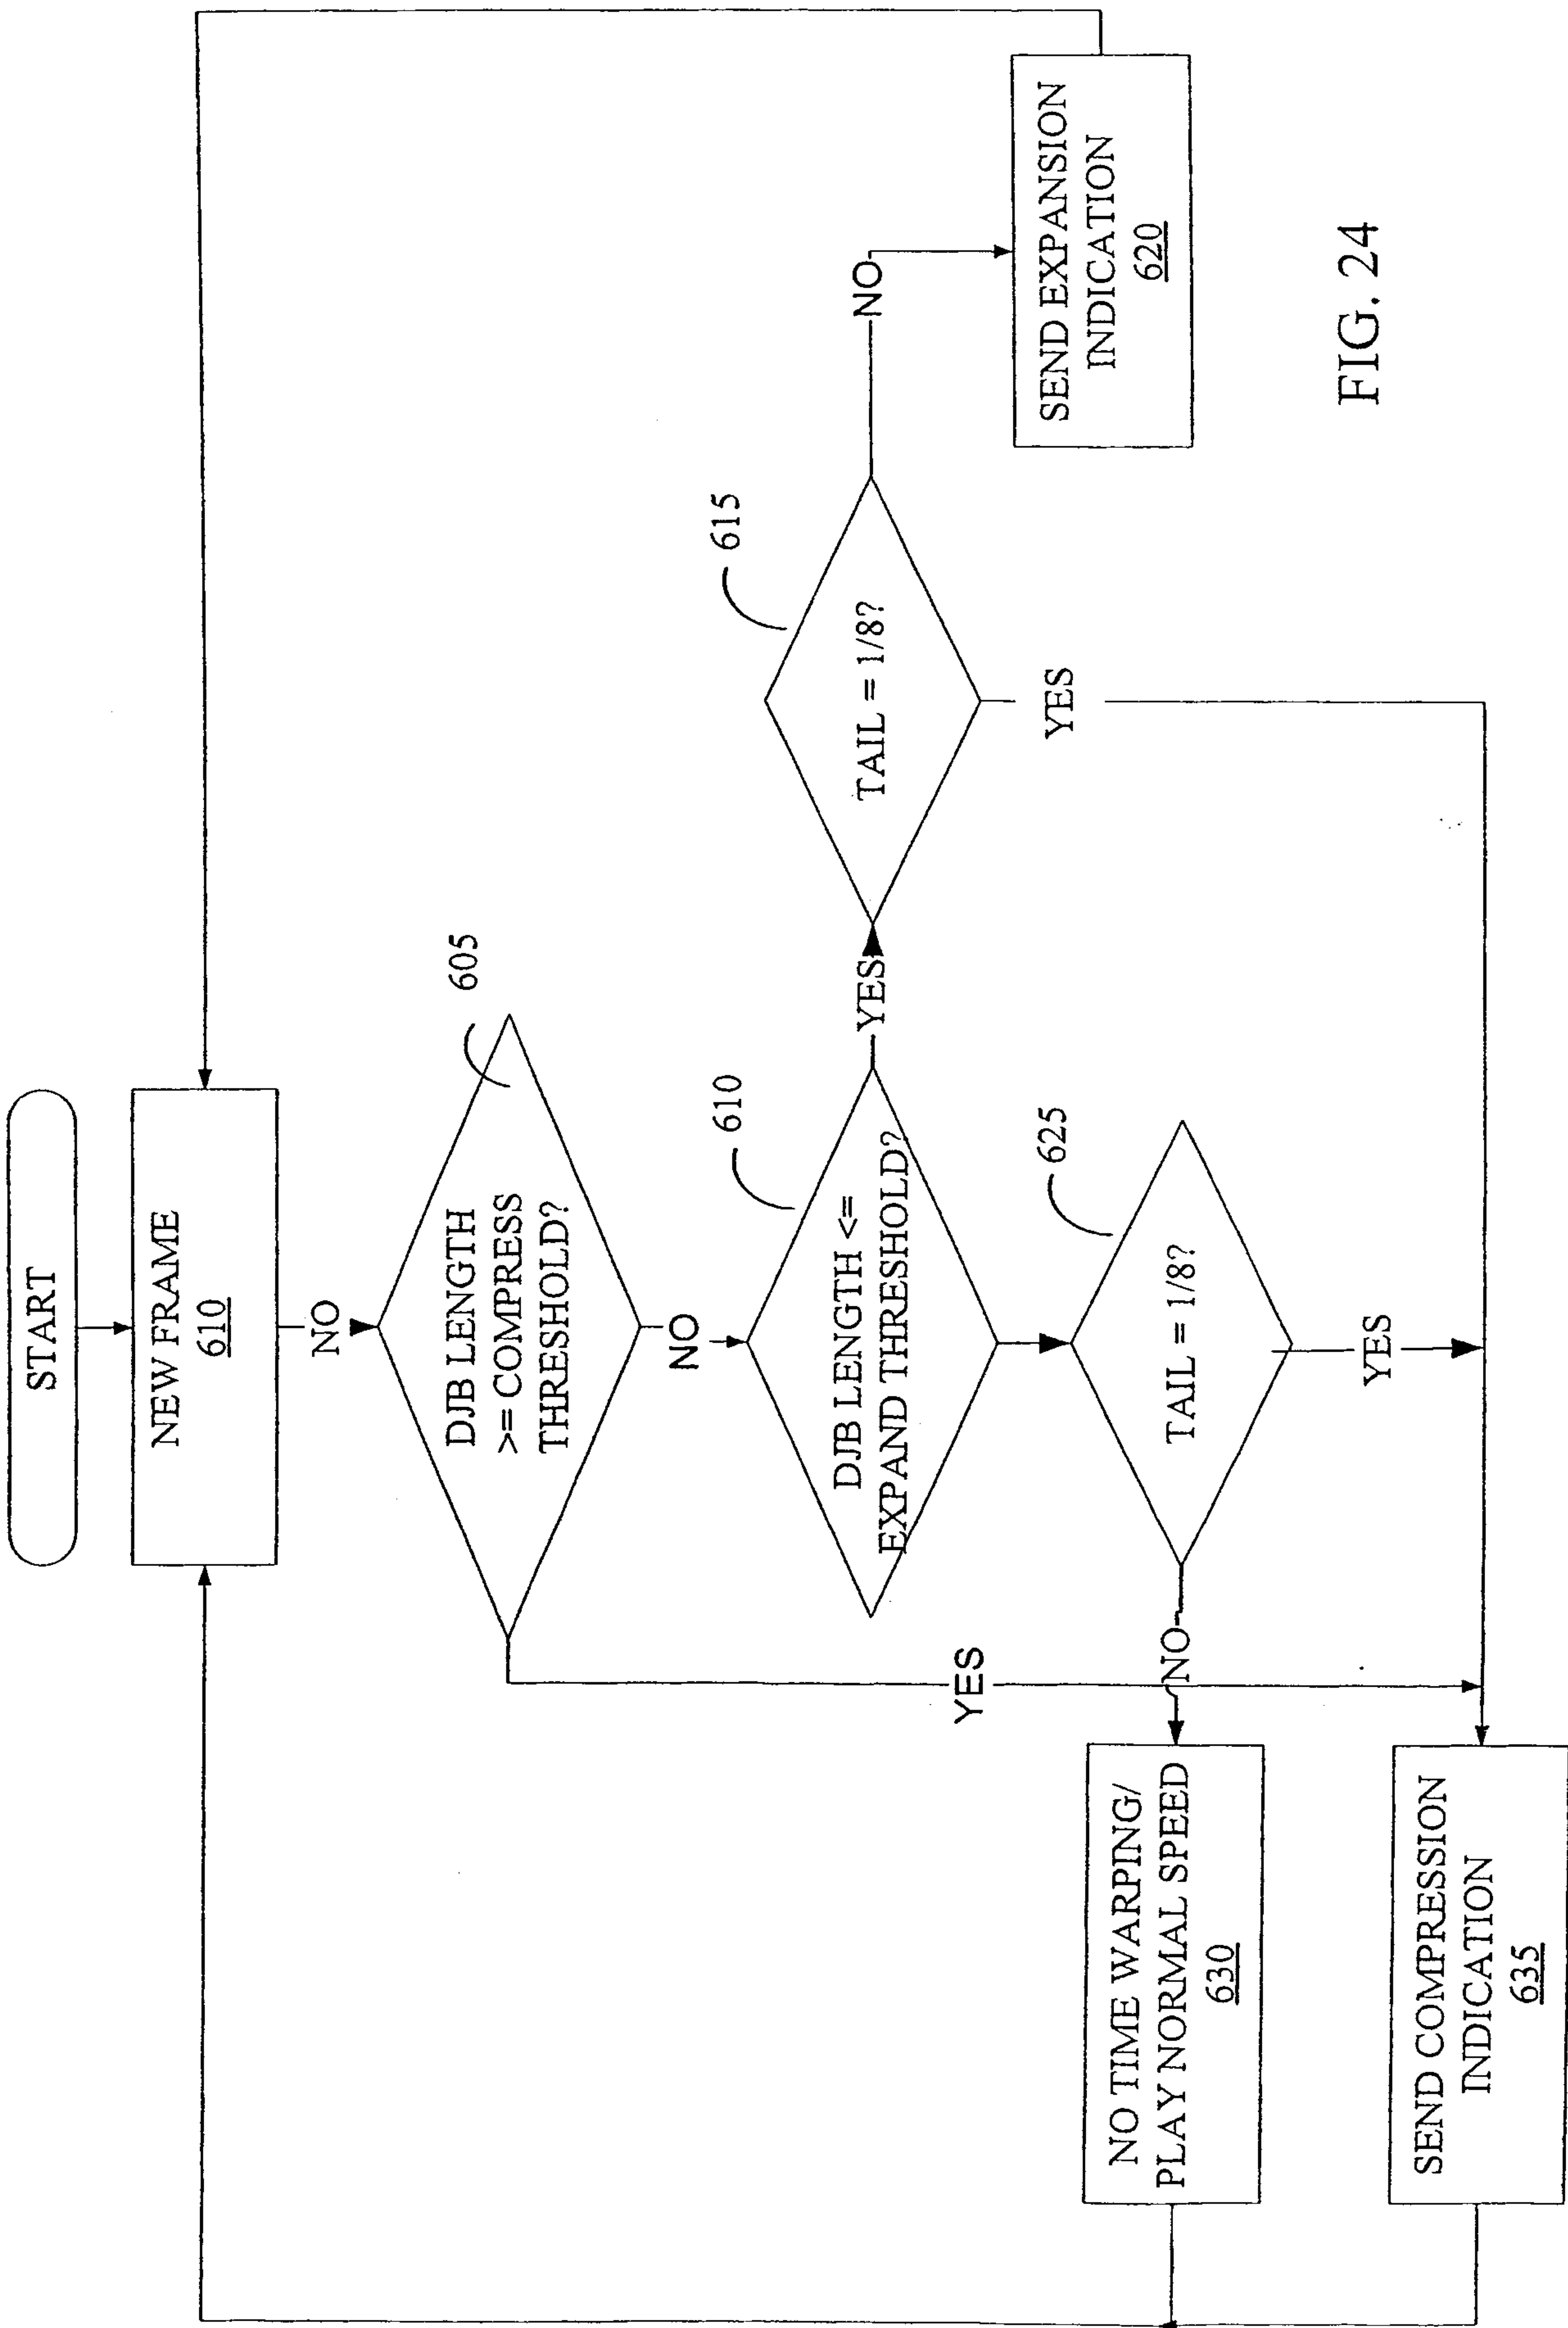 START
NEW FRAME
610
NO
605
DJB LENGTH
>= COMPRESS
THRESHOLD?
NO
YES
610
DJB LENGTH <=
EXPAND THRESHOLD?
YES
615
TAIL = 1/8?
NO
YES
SEND EXPANSION
INDICATION
620
625
TAIL = 1/8?
NO
YES
NO TIME WARPING/
PLAY NORMAL SPEED
630
SEND COMPRESSION
INDICATION
635
FIG. 24